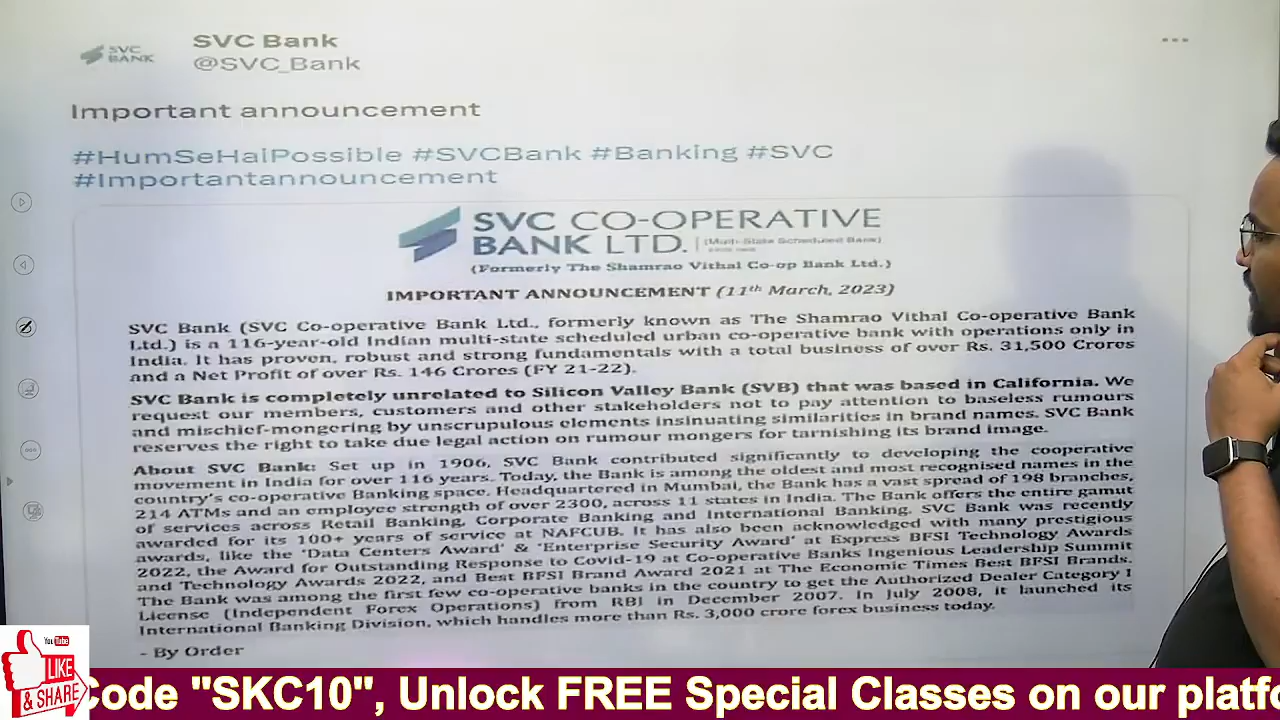 SVC BANK
SVC Bank
@SVC_Bank
Important announcement
#HumSeHaiPossible #SVCBank #Banking #SVC
#Importantannouncement
SVC CO-OPERATIVE
BANK LTD. (Multi-State Scheduled Bank)
(Formerly The Shamrao Vithal Co-op Bank Ltd.)
IMPORTANT ANNOUNCEMENT (11th March, 2023)
SVC Bank (SVC Co-operative Bank Ltd., formerly known as The Shamrao Vithal Co-operative Bank
Ltd.) is a 116-year-old Indian multi-state scheduled urban co-operative bank with operations only in
India. It has proven, robust and strong fundamentals with a total business of over Rs. 31,500 Crores
and a Net Profit of over Rs. 146 Crores (FY 21-22).
SVC Bank is completely unrelated to Silicon Valley Bank (SVB) that was based in California. We
request our members, customers and other stakeholders not to pay attention to baseless rumours
and mischief-mongering by unscrupulous elements insinuating similarities in brand names. SVC Bank
reserves the right to take due legal action on rumour mongers for tarnishing its brand image.
About SVC Bank: Set up in 1906, SVC Bank contributed significantly to developing the cooperative
movement in India for over 116 years. Today, the Bank is among the oldest and most recognised names in the
country's co-operative Banking space. Headquartered in Mumbai, the Bank has a vast spread of 198 branches,
214 ATMs and an employee strength of over 2300, across 11 states in India. The Bank offers the entire gamut
of services across Retail Banking, Corporate Banking and International Banking. SVC Bank was recently
awarded for its 100+ years of service at NAFCUB. It has also been acknowledged with many prestigious
awards, like the 'Data Centers Award' & 'Enterprise Security Award' at Express BFSI Technology Awards
2022, the Award for Outstanding Response to Covid-19 at Co-operative Banks Ingenious Leadership Summit
and Technology Awards 2022, and Best BFSI Brand Award 2021 at The Economic Times Best BFSI Brands.
The Bank was among the first few co-operative banks in the country to get the Authorized Dealer Category I
License (Independent Forex Operations) from RBI in December 2007. In July 2008, it launched its
International Banking Division, which handles more than Rs. 3,000 crore forex business today.
- By Order
YouTube
LIKE
& SHARE
Code "SKC10", Unlock FREE Special Classes on our platfo